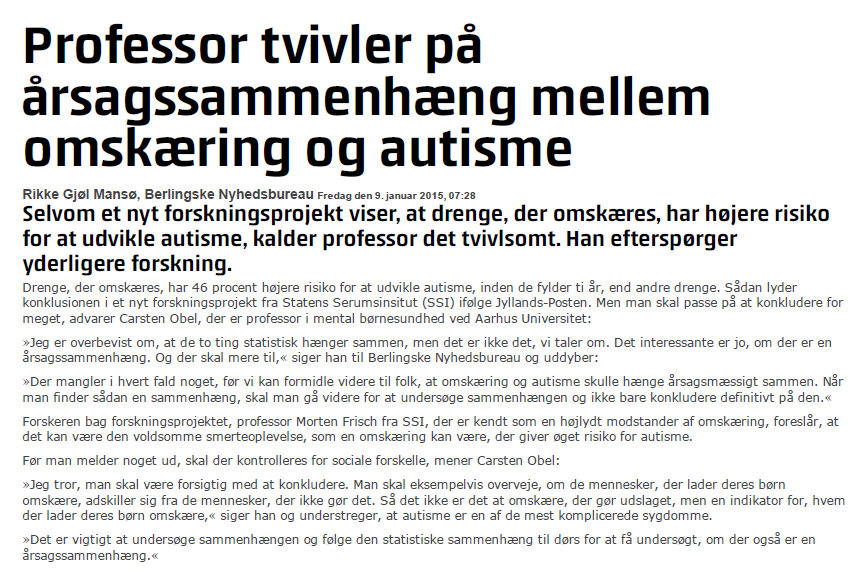 Professor tvivler på
årsagssammenhæng mellem
omskæring og autisme
Rikke Gjøl Mansø, Berlingske Nyhedsbureau Fredag den 9. januar 2015, 07:28
Selvom et nyt forskningsprojekt viser, at drenge, der omskæres, har højere risiko
for at udvikle autisme, kalder professor det tvivlsomt. Han efterspørger
yderligere forskning.
Drenge, der omskæres, har 46 procent højere risiko for at udvikle autisme, inden de fylder ti år, end andre drenge. Sådan lyder
konklusionen i et nyt forskningsprojekt fra Statens Serumsinsitut (SSI) ifølge Jyllands-Posten. Men man skal passe på at konkludere for
meget, advarer Carsten Obel, der er professor i mental børnesundhed ved Aarhus Universitet:
»Jeg er overbevist om, at de to ting statistisk hænger sammen, men det er ikke det, vi taler om. Det interessante er jo, om der er en
årsagssammenhæng. Og der skal mere til,« siger han til Berlingske Nyhedsbureau og uddyber:
»Der mangler i hvert fald noget, før vi kan formidle videre til folk, at omskæring og autisme skulle hænge årsagsmæssigt sammen. Når
man finder sådan en sammenhæng, skal man gå videre for at undersøge sammenhængen og ikke bare konkludere definitivt på den.«
Forskeren bag forskningsprojektet, professor Morten Frisch fra SSI, der er kendt som en højlydt modstander af omskæring, foreslår, at
det kan være den voldsomme smerteoplevelse, som en omskæring kan være, der giver øget risiko for autisme.
Før man melder noget ud, skal der kontrolleres for sociale forskelle, mener Carsten Obel:
»Jeg tror, man skal være forsigtig med at konkludere. Man skal eksempelvis overveje, om de mennesker, der lader deres børn
omskære, adskiller sig fra de mennesker, der ikke gør det. Så det ikke er det at omskære, der gør udslaget, men en indikator for, hvem
der lader deres børn omskære,« siger han og understreger, at autisme er en af de mest komplicerede sygdomme.
»Det er vigtigt at undersøge sammenhængen og følge den statistiske sammenhæng til dørs for at få undersøgt, om der også er en
årsagssammenhæng.«